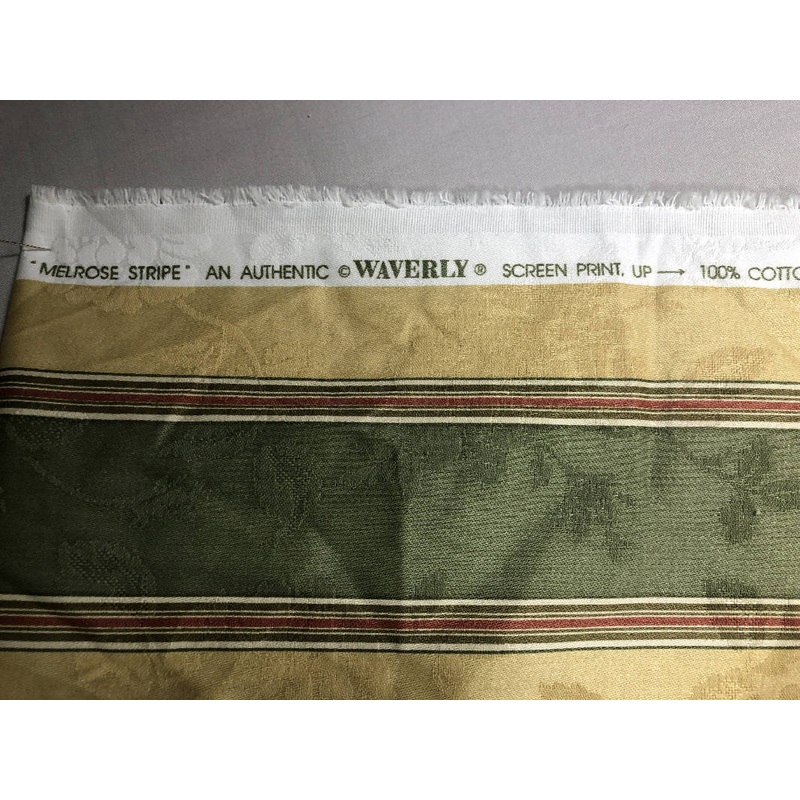 "MELROSE STRIPE" AN AUTHENTIC © WAVERLY ® SCREEN PRINT, UP → 100% COTTO